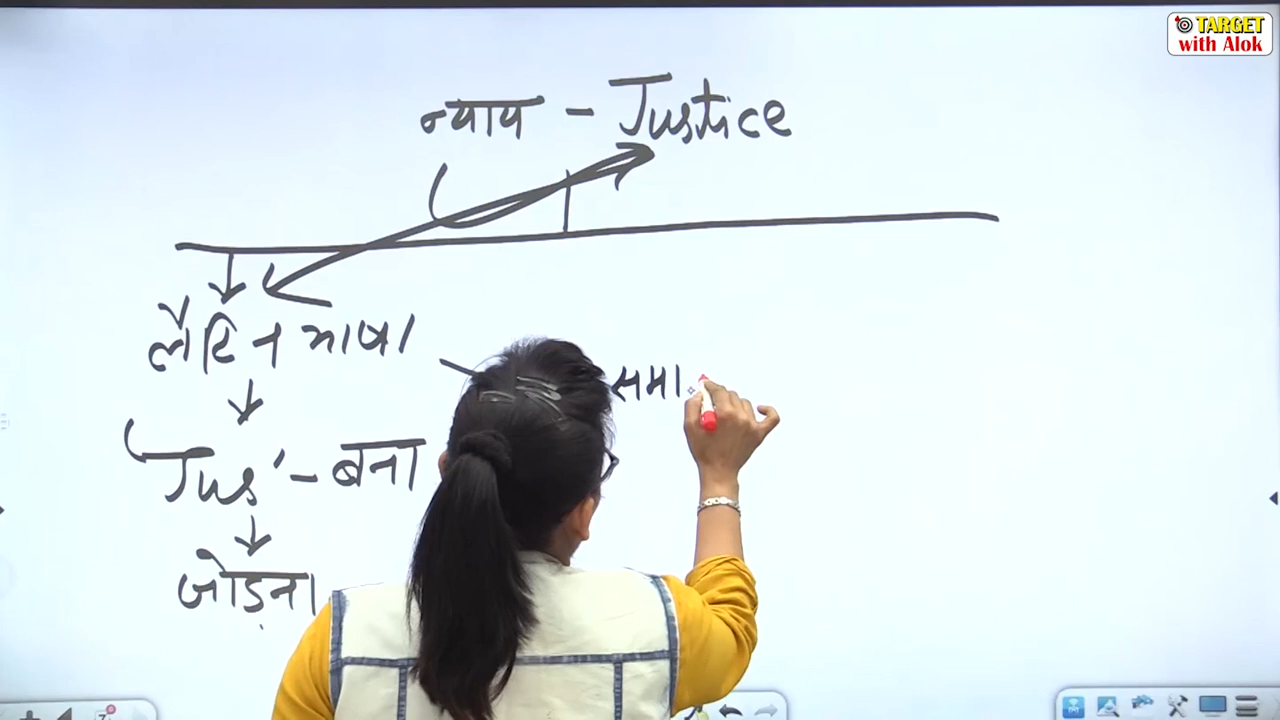 TARGET
with Alok
न्याय - Justice
लैटिन भाषा
समा
'Jus' - बना
जोड़ना